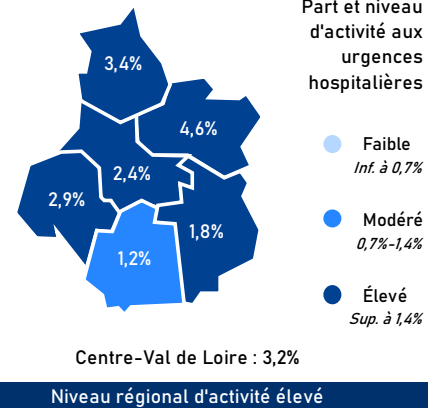 Part et niveau
d'activité aux
urgences
hospitalières
3,4%
4,6%
2,4%
2,9%
1,8%
1,2%
Faible
Inf. à 0,7%
Modéré
0,7%-1,4%
Élevé
Sup. à 1,4%
Centre-Val de Loire : 3,2%
Niveau régional d'activité élevé